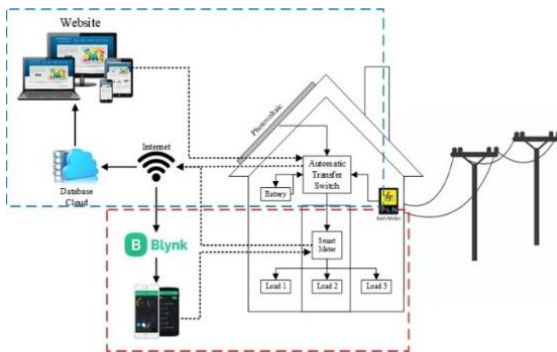 Website
Photovoltaic
Internet
Automatic
Transfer
Switch
Battery
Database
Cloud
B Blynk
Smart
Meter
Load 1
Load 2
Load 3